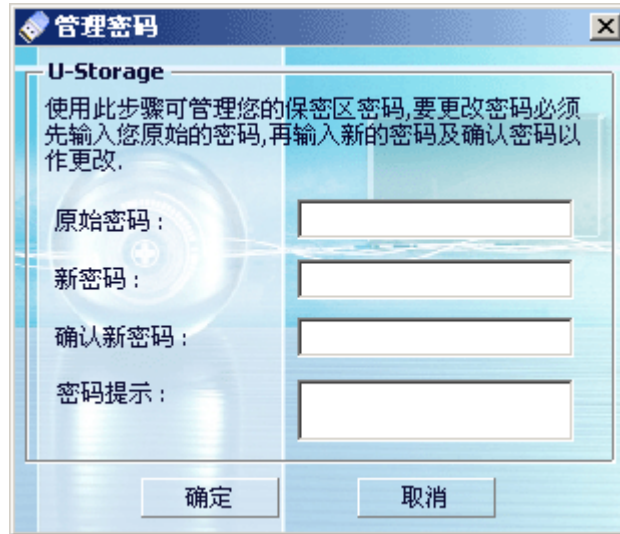 管理密码
U-Storage
使用此步骤可管理您的保密区密码,要更改密码必须
先输入您原始的密码,再输入新的密码及确认密码以
作更改.
原始密码 :
新密码 :
确认新密码 :
密码提示 :
确定 取消